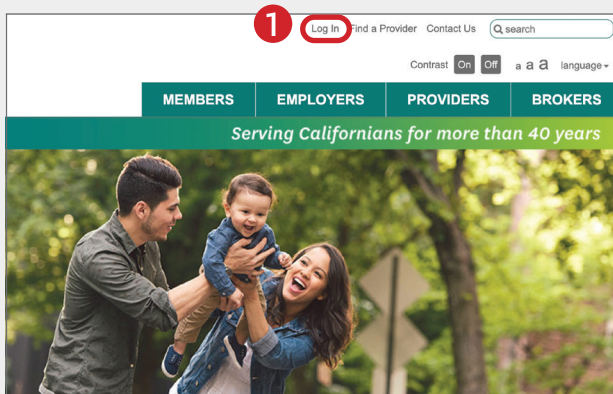 1 Log In Find a Provider Contact Us search
Contrast On Off a a a language
MEMBERS EMPLOYERS PROVIDERS BROKERS
Serving Californians for more than 40 years